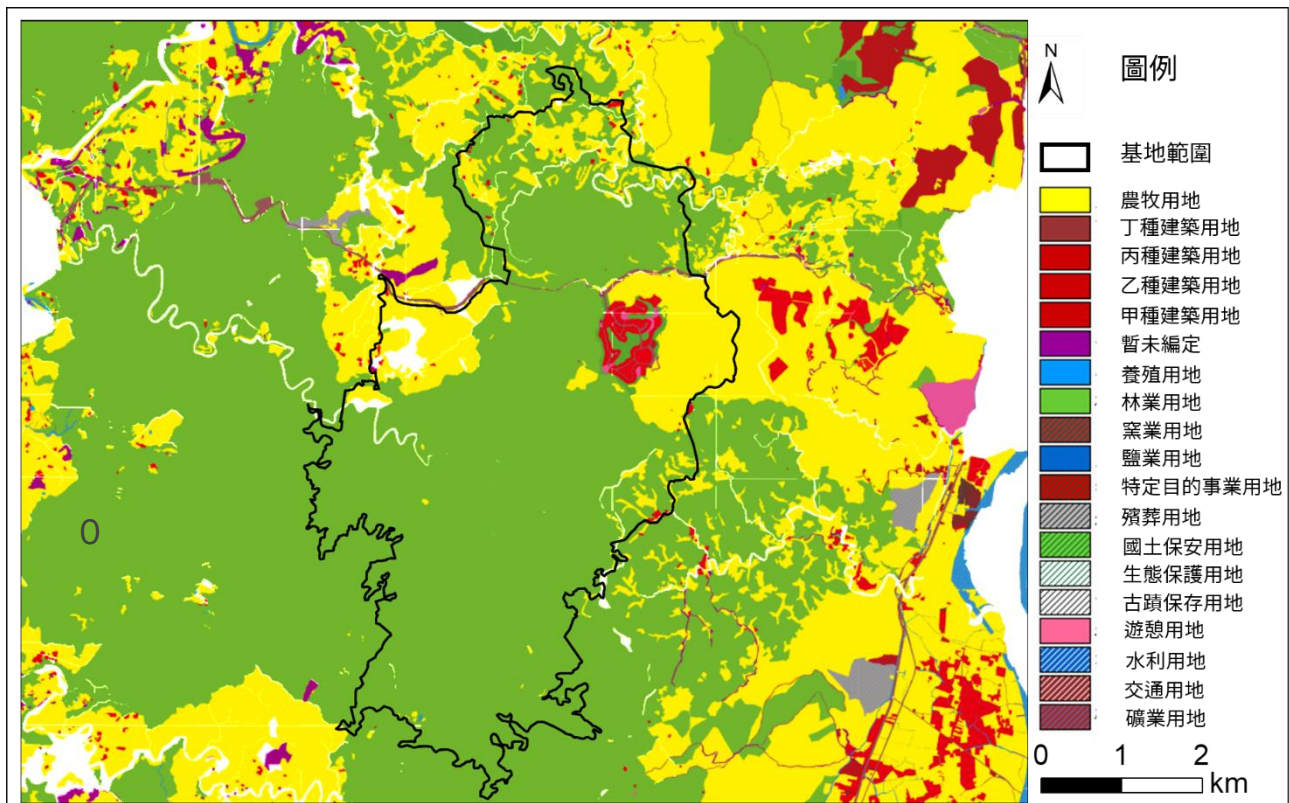 N
圖例
基地範圍
農牧用地
丁種建築用地
丙種建築用地
乙種建築用地
甲種建築用地
暫未編定
養殖用地
林業用地
窯業用地
鹽業用地
特定目的事業用地
殯葬用地
國土保安用地
生態保護用地
古蹟保存用地
遊憩用地
水利用地
交通用地
礦業用地
0 1 2
km
0